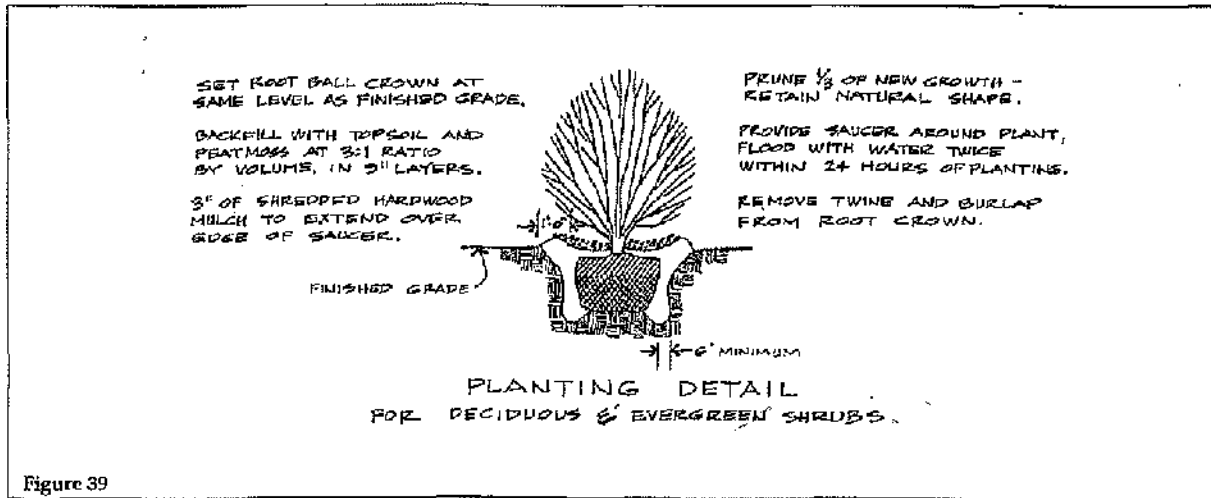 SET ROOT BALL CROWN AT
SAME LEVEL AS FINISHED GRADE.
BACKFILL WITH TOPSOIL AND
PEATMOSS AT 3:1 RATIO
BY VOLUME, IN 9" LAYERS.
3" OF SHREDDED HARDWOOD
MULCH TO EXTEND OVER
EDGE OF SAUCER.
FINISHED GRADE
PRUNE ⅓ OF NEW GROWTH –
RETAIN NATURAL SHAPE.
PROVIDE SAUCER AROUND PLANT,
FLOOD WITH WATER TWICE
WITHIN 24 HOURS OF PLANTING.
REMOVE TWINE AND BURLAP
FROM ROOT CROWN.
6" MINIMUM
PLANTING DETAIL
FOR DECIDUOUS & EVERGREEN SHRUBS.
Figure 39